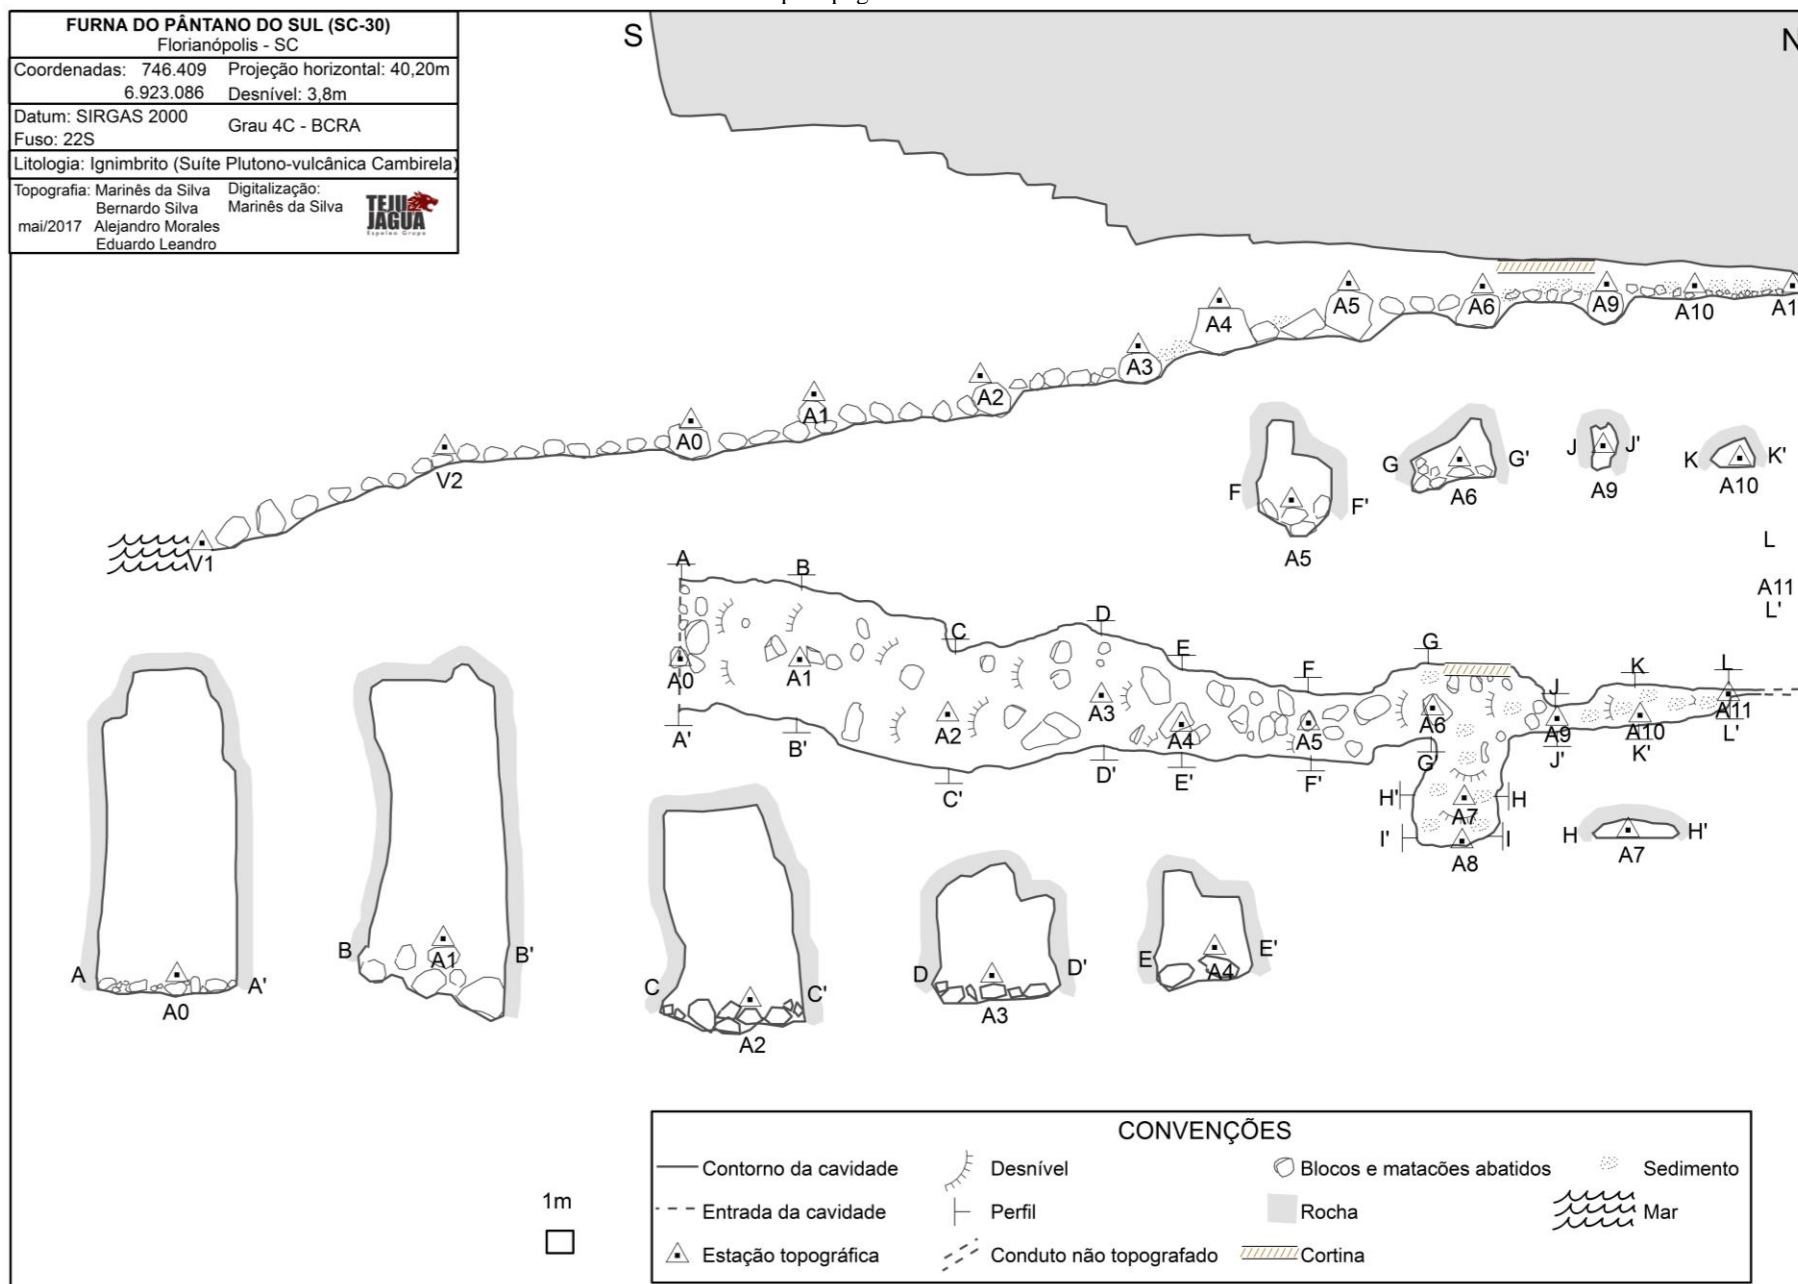 FURNA DO PÂNTANO DO SUL (SC-30)
Florianópolis - SC
Coordenadas: 746.409 Projeção horizontal: 40,20m
6.923.086 Desnível: 3,8m
Datum: SIRGAS 2000
Fuso: 22S
Grau 4C - BCRA
Litologia: Ignimbrito (Suíte Plutono-vulcânica Cambirela)
Topografia: Marinês da Silva
Bernardo Silva
mai/2017 Alejandro Morales
Eduardo Leandro
Digitalização:
Marinês da Silva
TEJU
JAGUA
Espeleo Grupo
S
N
A4
A5
A6
A9
A10
A1
A3
A2
A1
A0
V2
V1
F
F'
A5
G
G'
A6
J
J'
A9
K
K'
A10
L
A11
L'
A
B
C
D
E
F
G
J
K
L
A0
A1
A2
A3
A4
A5
A6
A9
A10
A11
A'
B'
C'
D'
E'
F'
G'
J'
K'
L'
H'
H
A7
I'
I
A8
H
H'
A7
A
A'
A0
B
A1
B'
C
C'
A2
D
D'
A3
E
A4
E'
1m
CONVENÇÕES
Contorno da cavidade
Desnível
Blocos e matacões abatidos
Sedimento
Entrada da cavidade
Perfil
Rocha
Mar
Estação topográfica
Conduto não topografado
Cortina